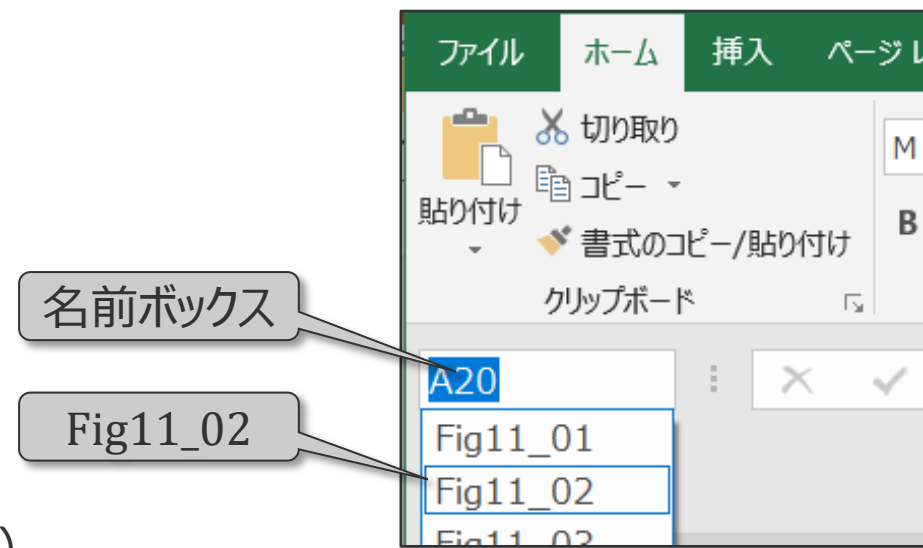 ファイル ホーム 挿入 ページ レ
切り取り
コピー
貼り付け
書式のコピー/貼り付け
クリップボード
M
B
名前ボックス
A20
Fig11_02
Fig11_01
Fig11_02
Fig11_03
)